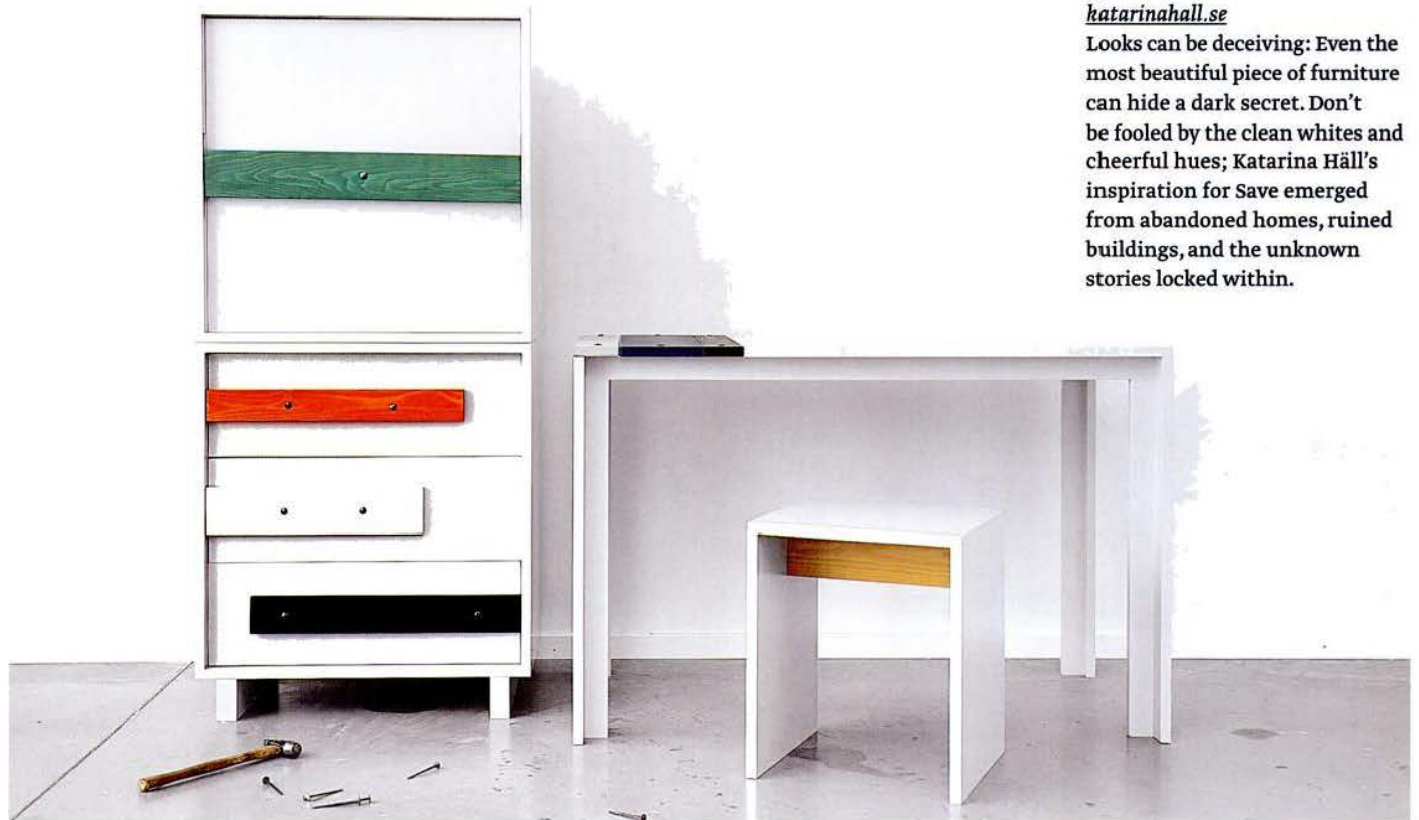 katarinahall.se
Looks can be deceiving: Even the
most beautiful piece of furniture
can hide a dark secret. Don’t
be fooled by the clean whites and
cheerful hues; Katarina Häll’s
inspiration for Save emerged
from abandoned homes, ruined
buildings, and the unknown
stories locked within.